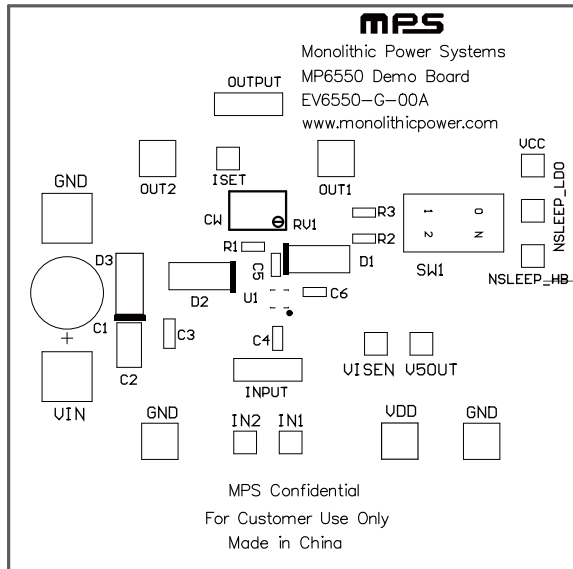 MPS
Monolithic Power Systems
MP6550 Demo Board
EV6550-G-00A
www.monolithicpower.com
OUTPUT
VCC
NSLEEP_LDO
OUT2
ISET
OUT1
GND
CW
RV1
R3
1
O
R1
R2
2
N
D3
C5
D1
SW1
NSLEEP_HB
D2
U1
C6
C1
+
C3
C4
C2
VISEN
V5OUT
INPUT
VIN
GND
IN2
IN1
VDD
GND
MPS Confidential
For Customer Use Only
Made in China